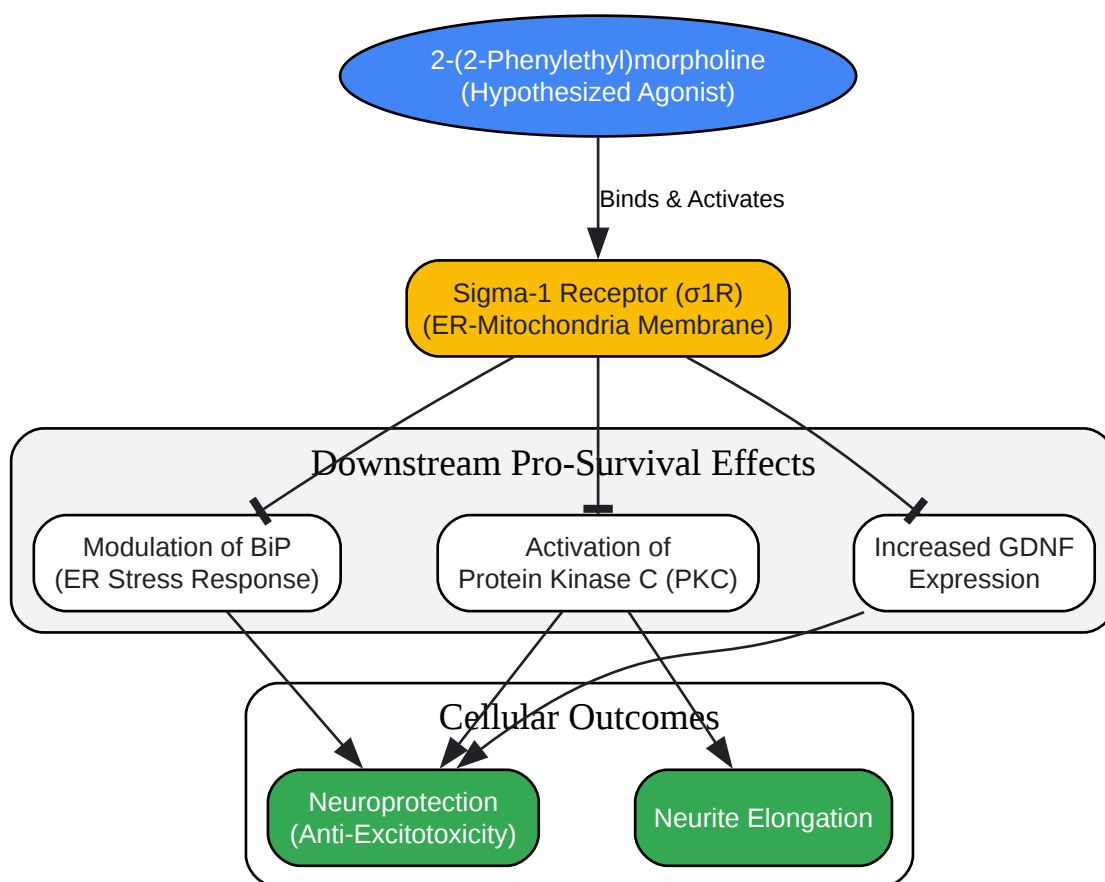 2-(2-Phenylethyl)morpholine
(Hypothesized Agonist)
Binds & Activates
Sigma-1 Receptor (σ1R)
(ER-Mitochondria Membrane)
Downstream Pro-Survival Effects
Modulation of BiP
(ER Stress Response)
Activation of
Protein Kinase C (PKC)
Increased GDNF
Expression
Cellular Outcomes
Neuroprotection
(Anti-Excitotoxicity)
Neurite Elongation